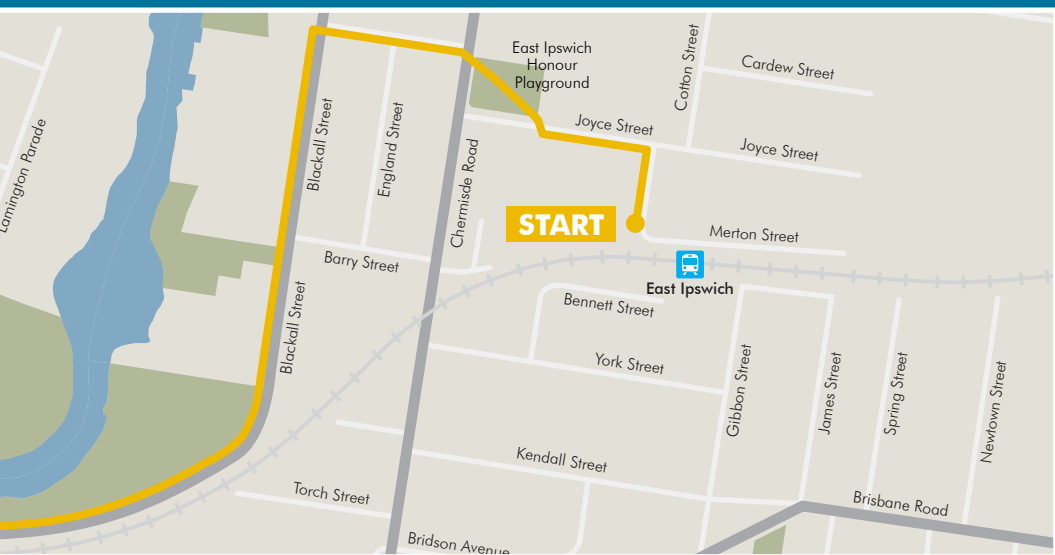 East Ipswich
Honour
Playground
Cotton Street
Cardew Street
Joyce Street
Joyce Street
Blackall Street
England Street
Lamington Parade
Chermisde Road
START
Merton Street
Barry Street
East Ipswich
Bennett Street
Blackall Street
York Street
Gibbon Street
James Street
Spring Street
Newtown Street
Kendall Street
Torch Street
Brisbane Road
Bridson Avenue